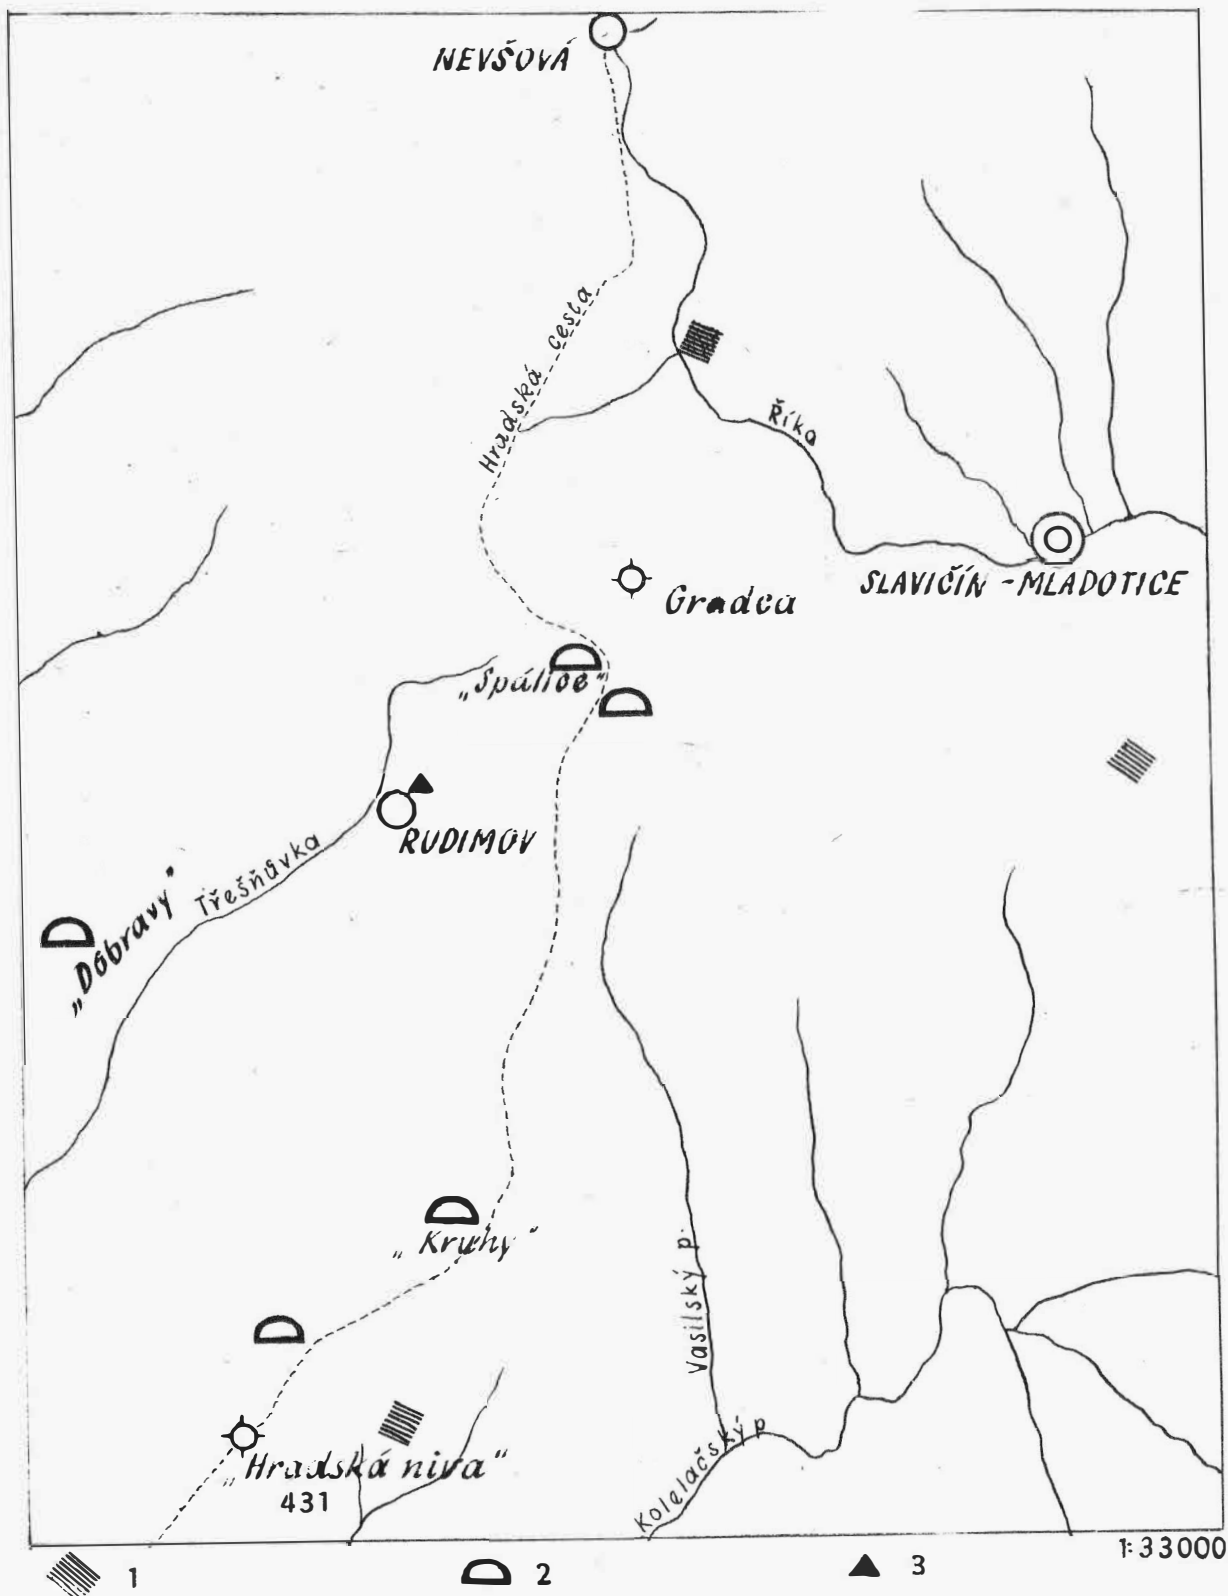 NEVŠOVÁ
Hradská cesta
Říka
SLAVIČÍN - MLADOTICE
Gradca
„Spálice“
RUDIMOV
Třešňůvka
„Dobravy“
„Kruhy“
Vasilský p.
„Hradská niva“
431
Kolelačský p
1:33000
1
2
3